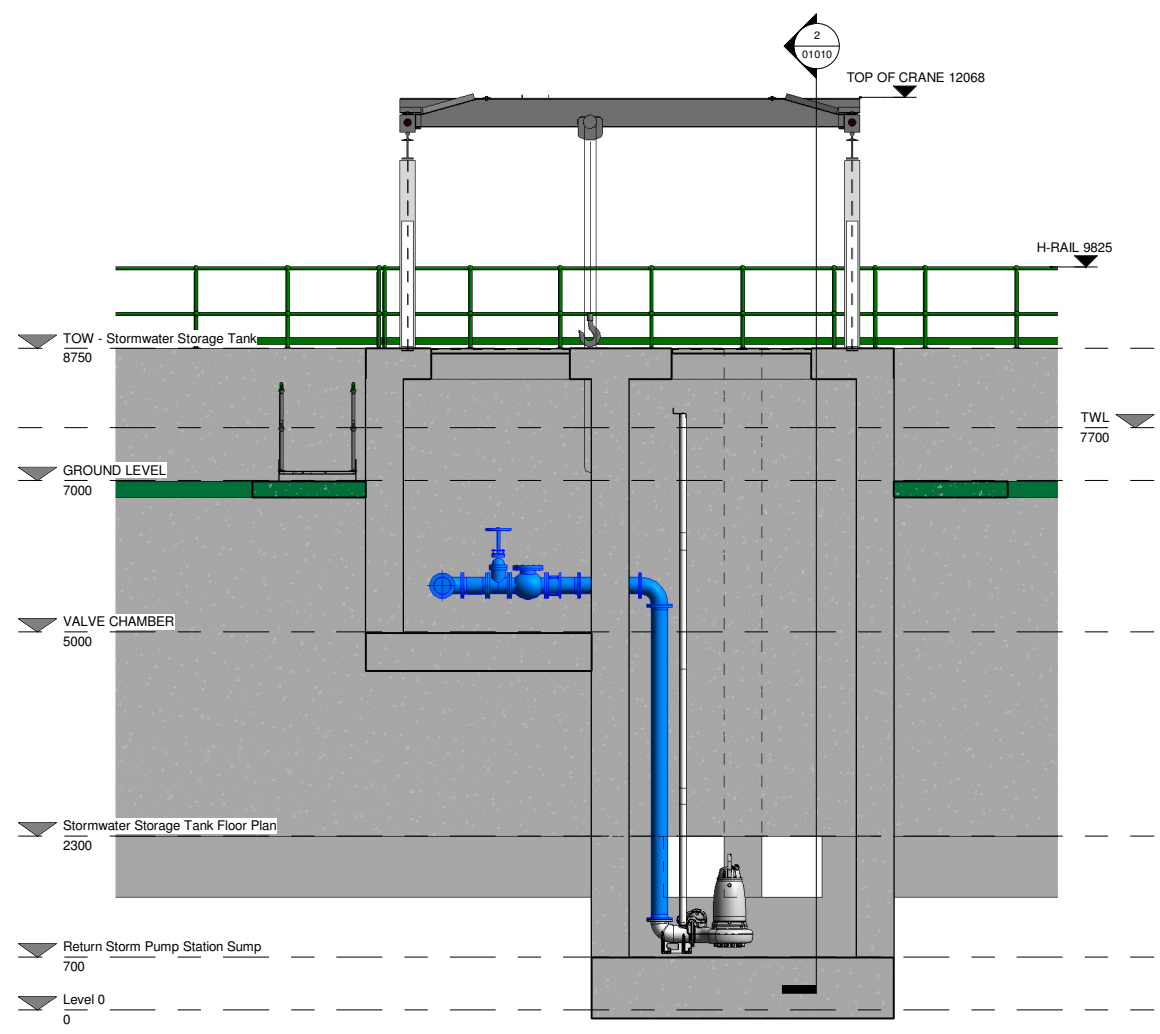 2
01010
TOP OF CRANE 12068
H-RAIL 9825
TOW - Stormwater Storage Tank
8750
TWL
7700
GROUND LEVEL
7000
VALVE CHAMBER
5000
Stormwater Storage Tank Floor Plan
2300
Return Storm Pump Station Sump
700
Level 0
0